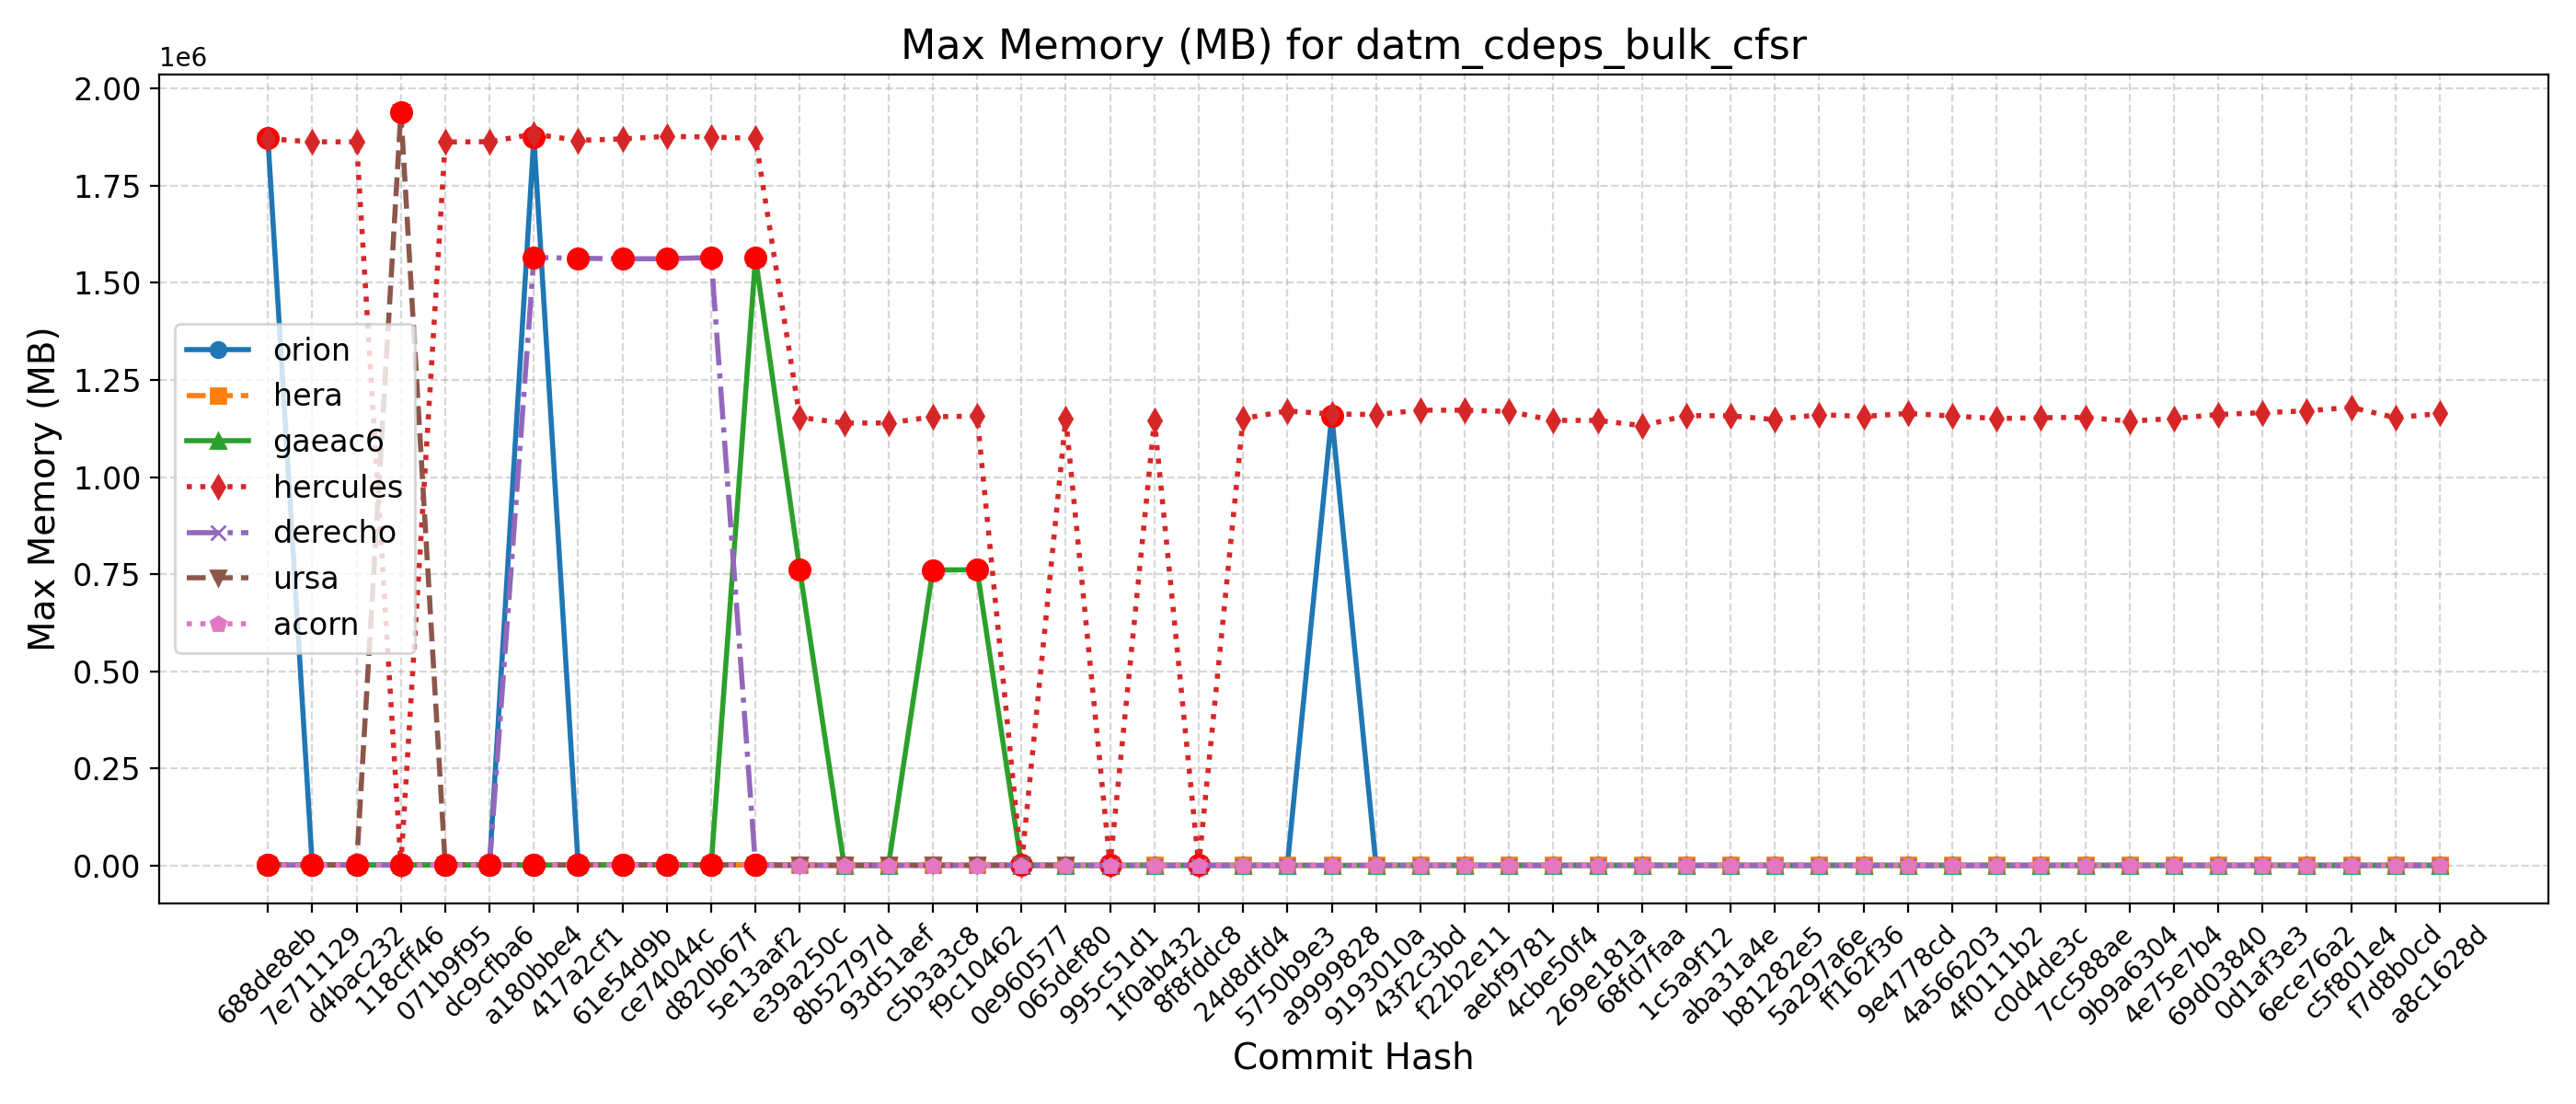 Max Memory (MB) for datm_cdeps_bulk_cfsr
1e6
2.00
1.75
1.50
1.25
1.00
0.75
0.50
0.25
0.00
Max Memory (MB)
orion
hera
gaeac6
hercules
derecho
ursa
acorn
688de8eb
7e711129
d4bac232
118cff46
071b9f95
dc9cfba6
a180bbe4
417a2cf1
61e54d9b
ce74044c
d820b67f
5e13aaf2
e39a250c
8b52797d
93d51aef
c5b3a3c8
f9c10462
0e960577
065def80
995c51d1
1f0ab432
8f8fddc8
24d8dfd4
5750b9e3
a9999828
9193010a
43f2c3bd
f22b2e11
aebf9781
4cbe50f4
269e181a
68fd7faa
1c5a9f12
aba31a4e
b81282e5
5a297a6e
ff162f36
9e4778cd
4a566203
4f0111b2
c0d4de3c
7cc588ae
9b9a6304
4e75e7b4
69d03840
0d1af3e3
6ece76a2
c5f801e4
f7d8b0cd
a8c1628d
Commit Hash